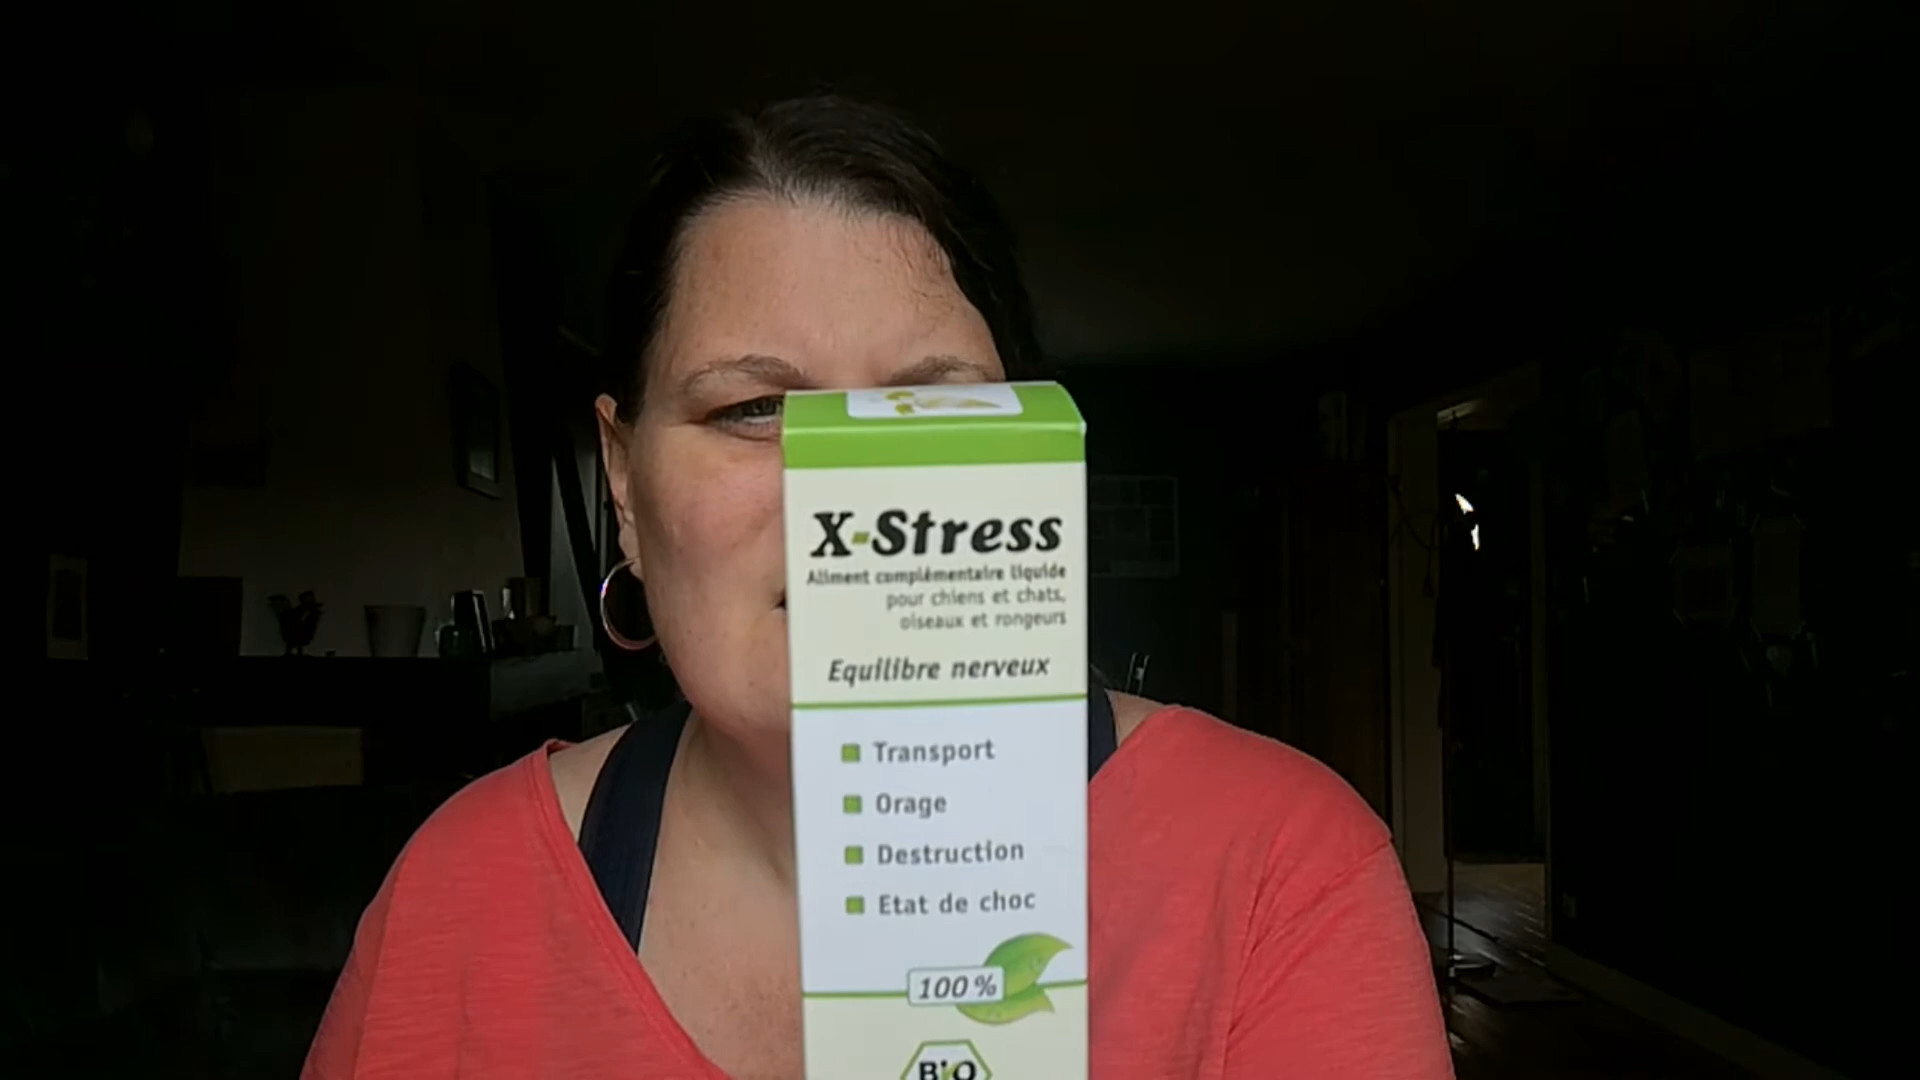 X-Stress
Aliment complémentaire liquide
pour chiens et chats,
oiseaux et rongeurs
Equilibre nerveux
Transport
Orage
Destruction
Etat de choc
100 %
BiO